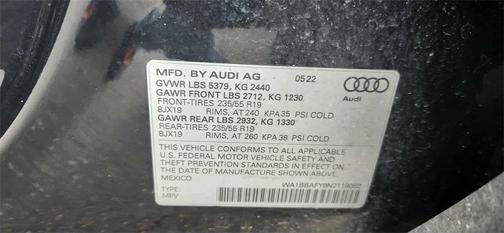 MFD. BY AUDI AG 05:22
GVWR LBS 5379, KG 2440
GAWR FRONT LBS 2712, KG 1230
FRONT-TIRES 235/55 R19
8JX19 RIMS, AT 240 KPA 35 PSI COLD
GAWR REAR LBS 2932, KG 1330
REAR-TIRES 235/55 R19
8JX19 RIMS, AT 260 KPA 38 PSI COLD
THIS VEHICLE CONFORMS TO ALL APPLICABLE
U.S. FEDERAL MOTOR VEHICLE SAFETY AND
THEFT PREVENTION STANDARDS IN EFFECT ON
THE DATE OF MANUFACTURE SHOWN ABOVE.
MEXICO
TYPE:
MPV
Audi